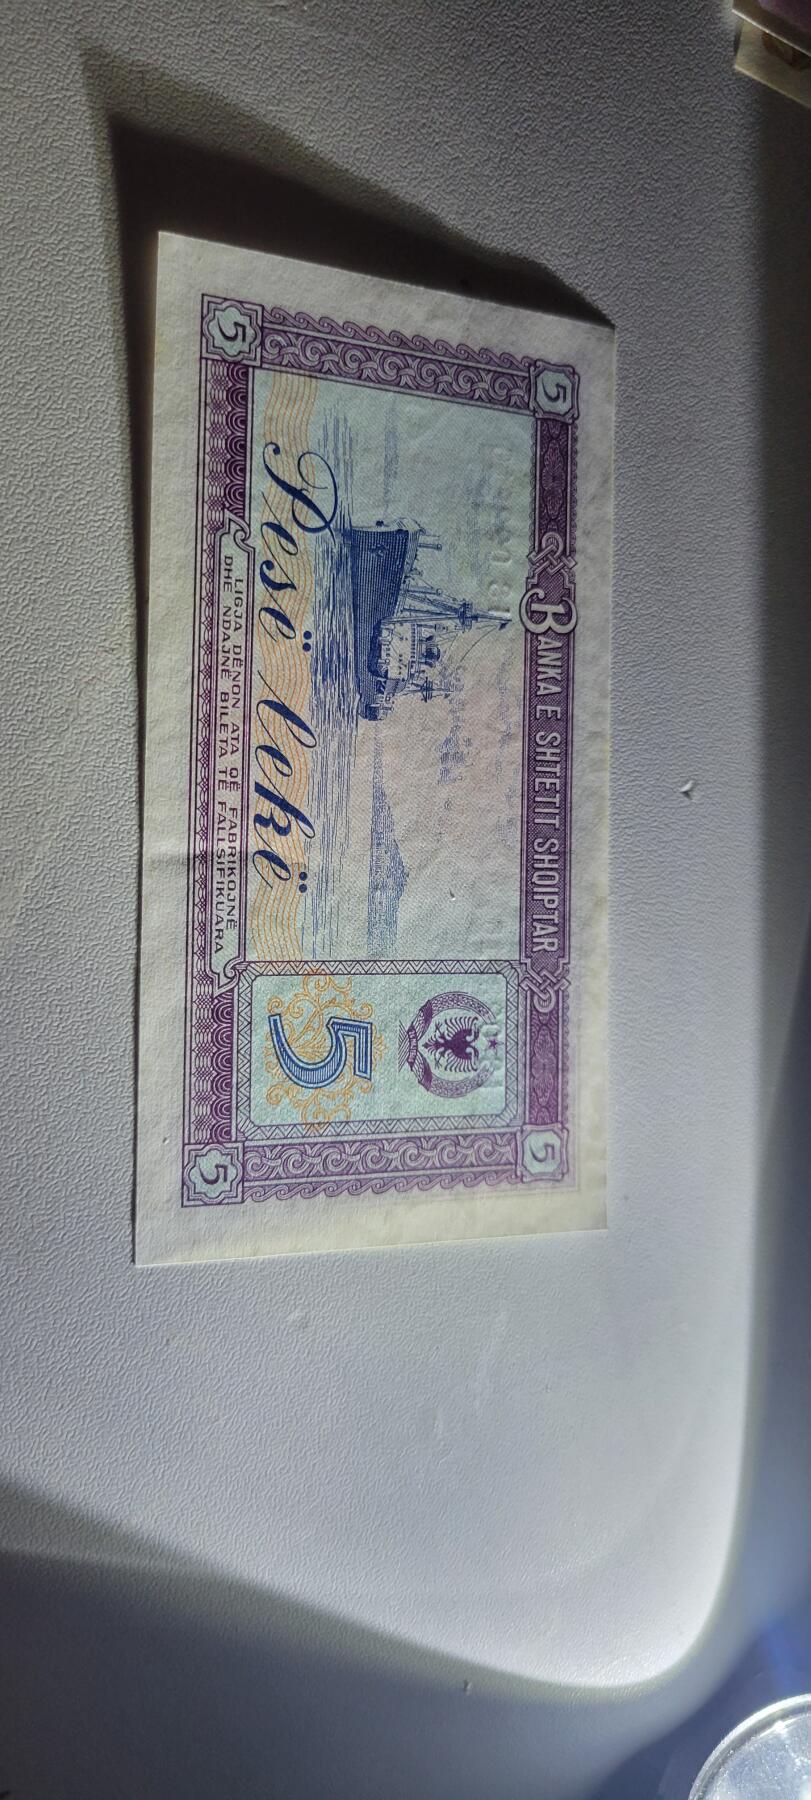 5
BANKA E SHTETIT SHQIPTAR
5
Pesë lekë
5
5
LIGJA DËNON ATA QË FABRIKOJNË
DHE NDAJNË BILETA TË FALLSIFIKUARA
5